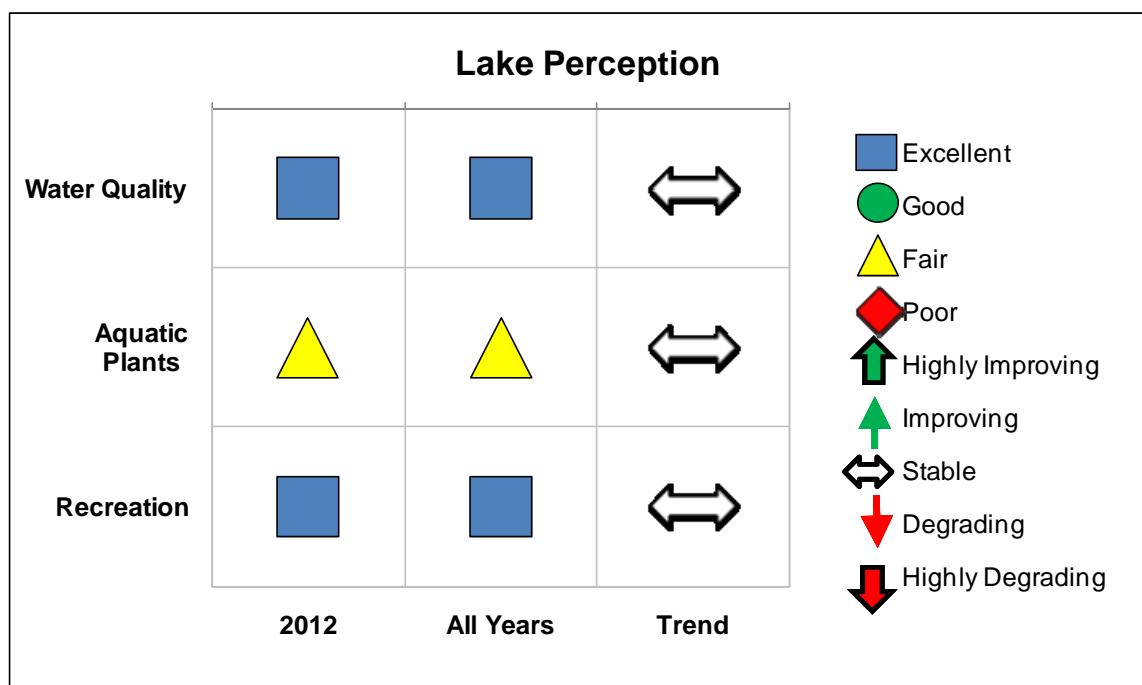 Lake Perception
Water Quality
Aquatic
Plants
Recreation
2012
All Years
Trend
Excellent
Good
Fair
Poor
Highly Improving
Improving
Stable
Degrading
Highly Degrading